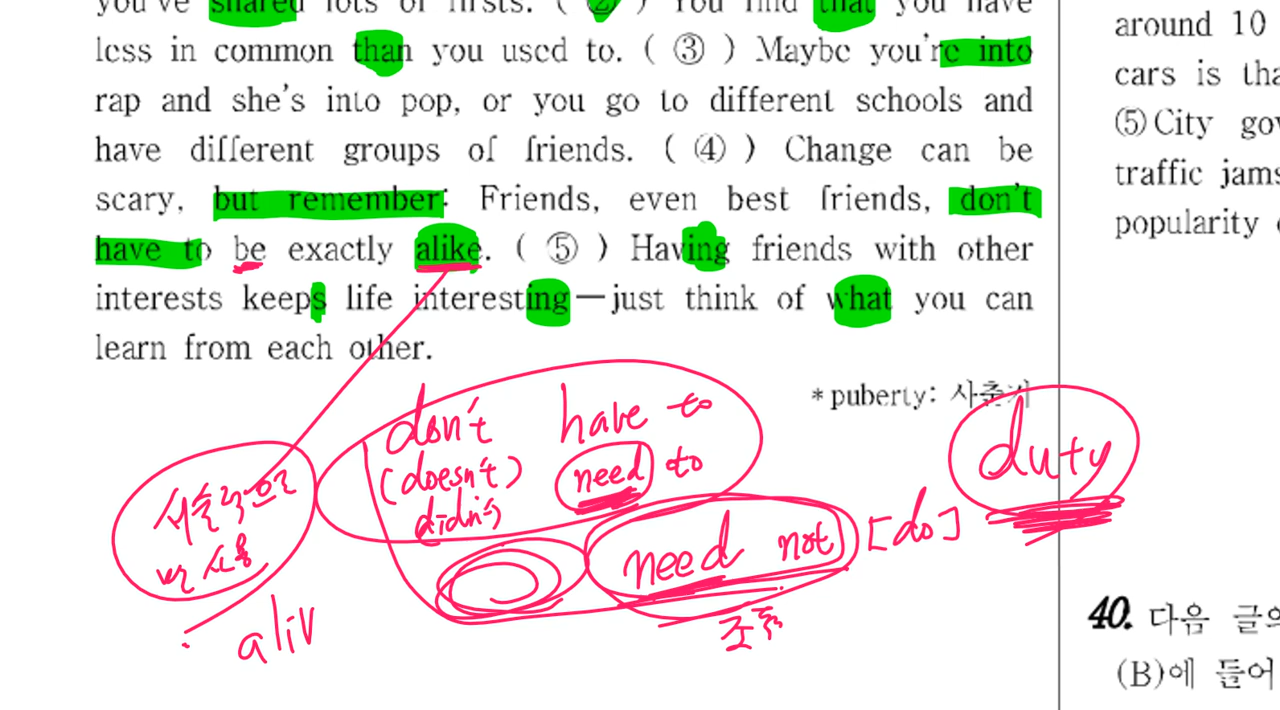 you've shared lots of firsts. ( ② ) You find that you have
less in common than you used to. ( ③ ) Maybe you're into
rap and she's into pop, or you go to different schools and
have different groups of friends. ( ④ ) Change can be
scary, but remember: Friends, even best friends, don't
have to be exactly alike. ( ⑤ ) Having friends with other
interests keeps life interesting—just think of what you can
learn from each other.
* puberty: 사춘기
don't have to
(doesn't) need to
didn't
need not [do]
duty
서술적으로
만 사용
aliv
around 10
cars is tha
⑤ City gov
traffic jams
popularity
40. 다음 글의
(B)에 들어